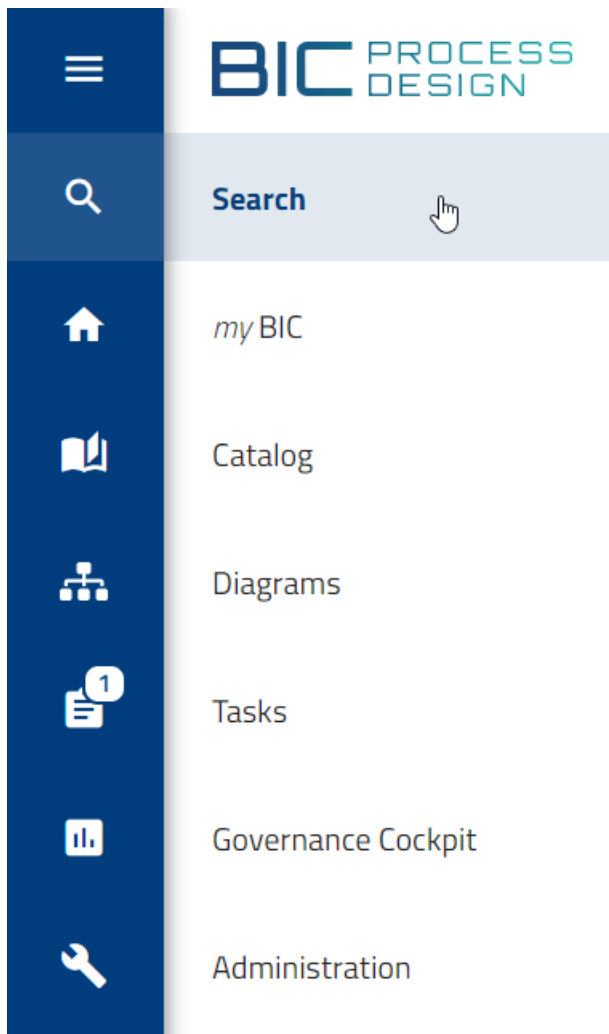 BIC PROCESS
DESIGN
Search
my BIC
Catalog
Diagrams
1
Tasks
Governance Cockpit
Administration